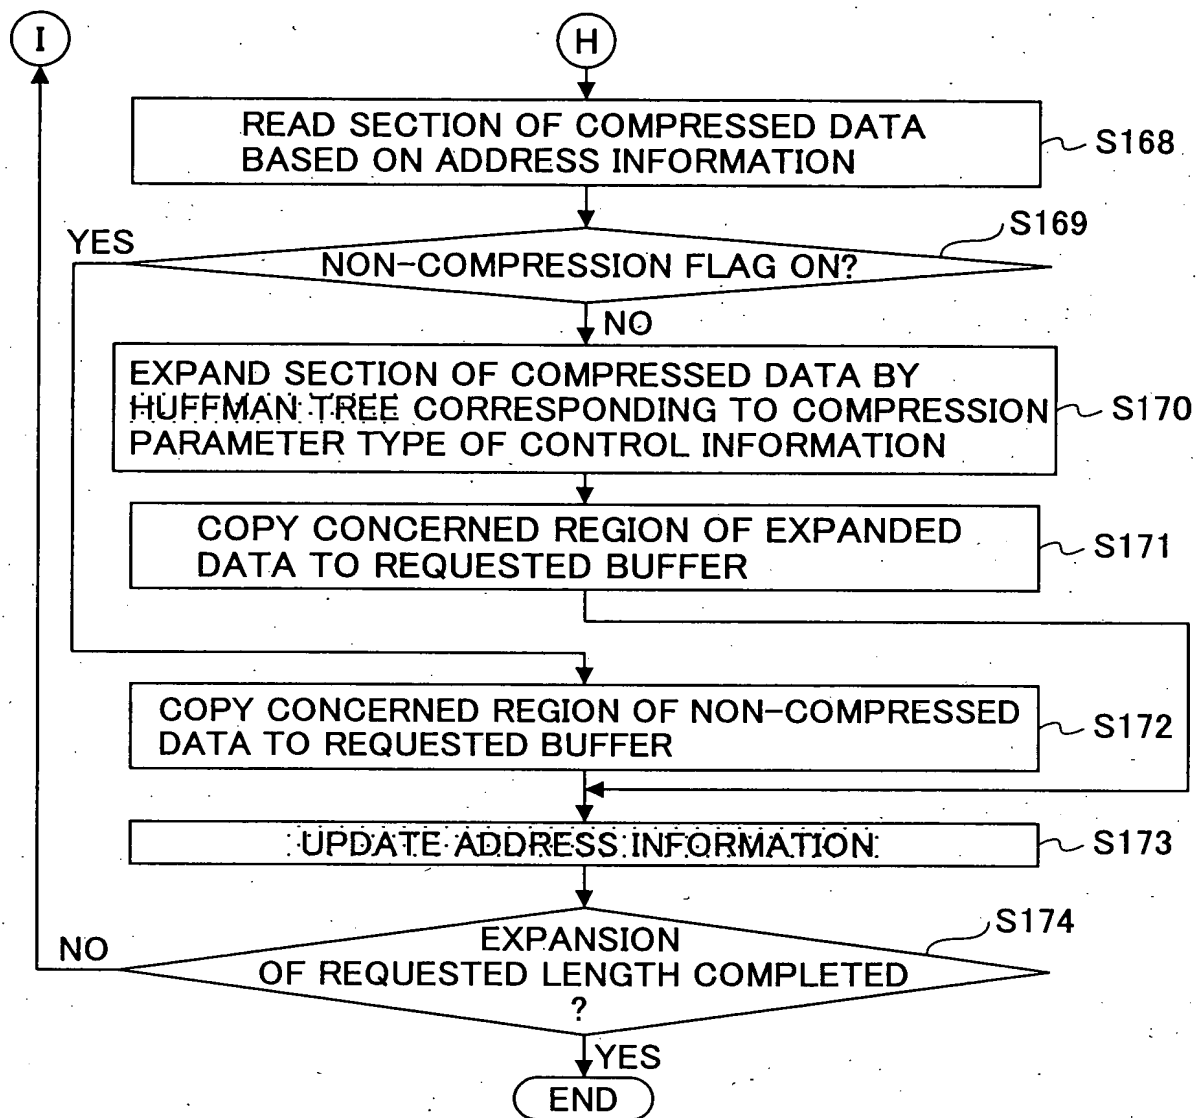 I
H
READ SECTION OF COMPRESSED DATA
BASED ON ADDRESS INFORMATION
S168
YES
S169
NON-COMPRESSION FLAG ON?
NO
EXPAND SECTION OF COMPRESSED DATA BY
HUFFMAN TREE CORRESPONDING TO COMPRESSION
PARAMETER TYPE OF CONTROL INFORMATION
S170
COPY CONCERNED REGION OF EXPANDED
DATA TO REQUESTED BUFFER
S171
COPY CONCERNED REGION OF NON-COMPRESSED
DATA TO REQUESTED BUFFER
S172
UPDATE ADDRESS INFORMATION
S173
S174
NO
EXPANSION
OF REQUESTED LENGTH COMPLETED
?
YES
END